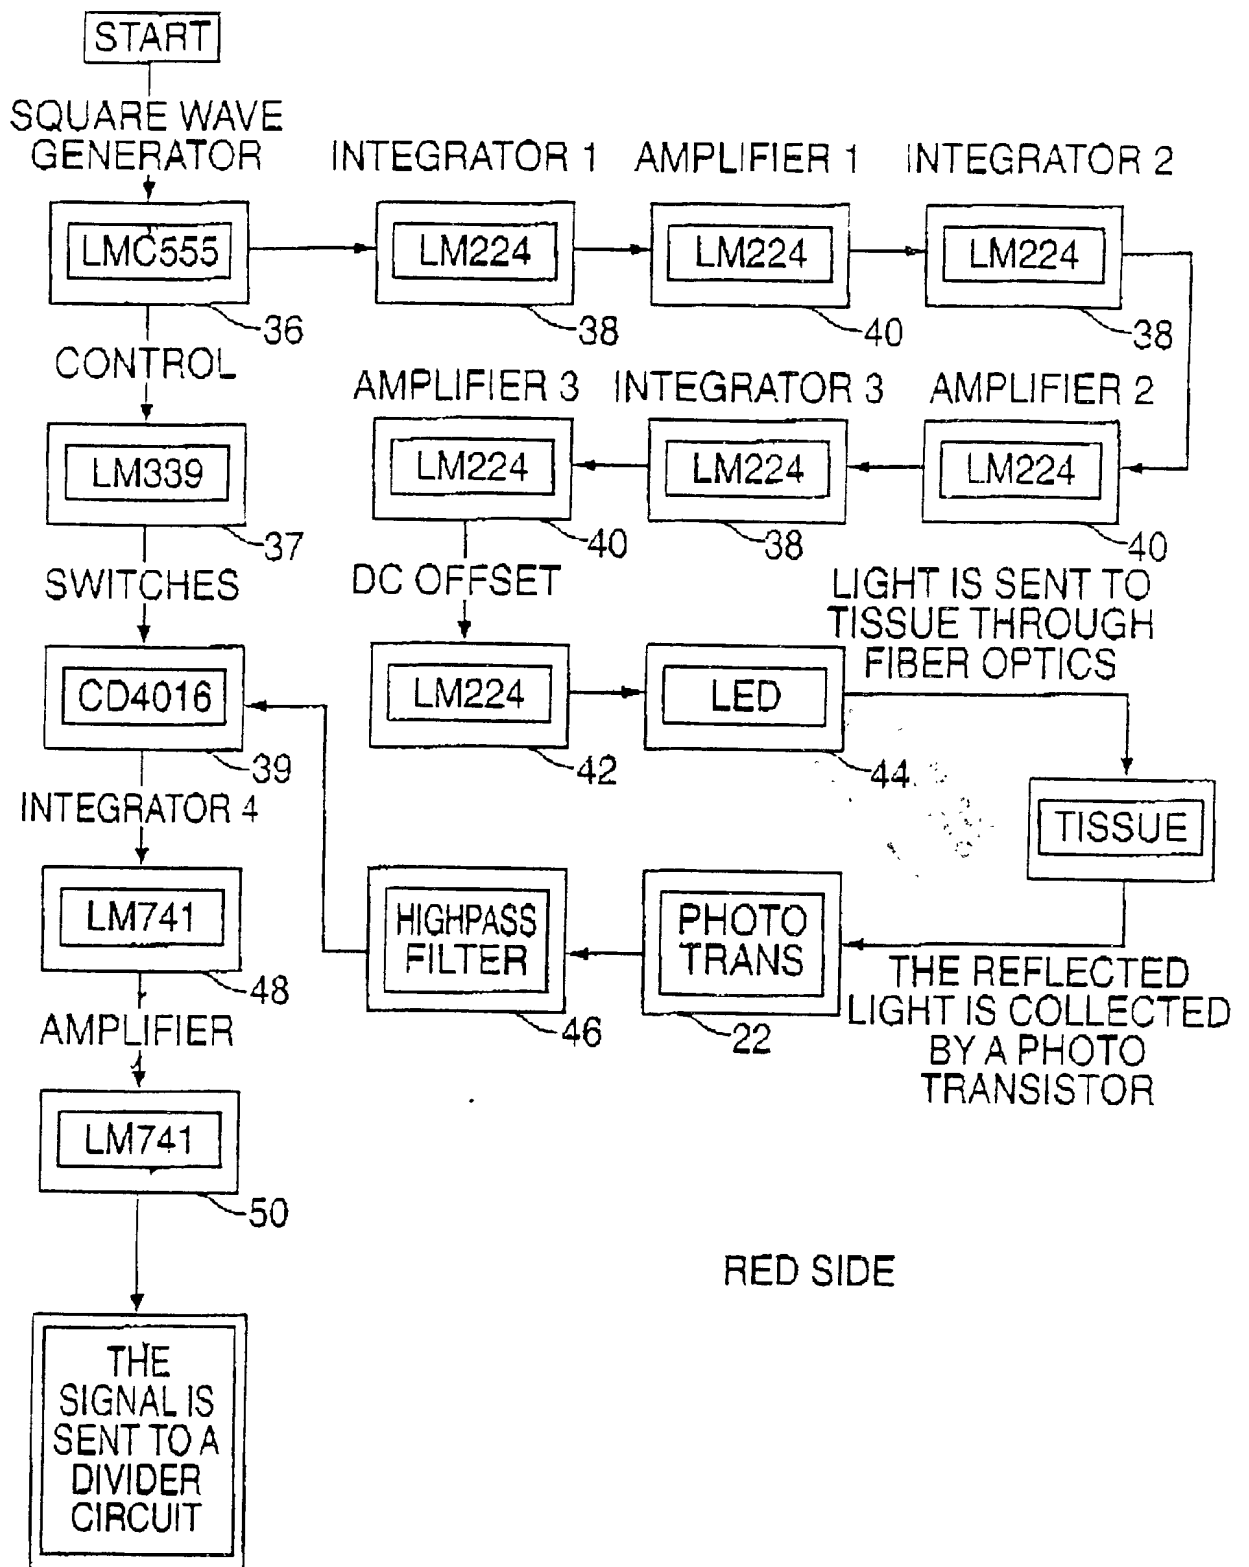 START
SQUARE WAVE
GENERATOR
INTEGRATOR 1
AMPLIFIER 1
INTEGRATOR 2
LMC555
LM224
LM224
LM224
36
38
40
38
CONTROL
AMPLIFIER 3
INTEGRATOR 3
AMPLIFIER 2
LM339
LM224
LM224
LM224
37
40
38
40
SWITCHES
DC OFFSET
LIGHT IS SENT TO
TISSUE THROUGH
FIBER OPTICS
CD4016
LM224
LED
39
42
44
INTEGRATOR 4
TISSUE
LM741
HIGHPASS
FILTER
PHOTO
TRANS
48
46
22
THE REFLECTED
LIGHT IS COLLECTED
BY A PHOTO
TRANSISTOR
AMPLIFIER
LM741
50
RED SIDE
THE
SIGNAL IS
SENT TO A
DIVIDER
CIRCUIT